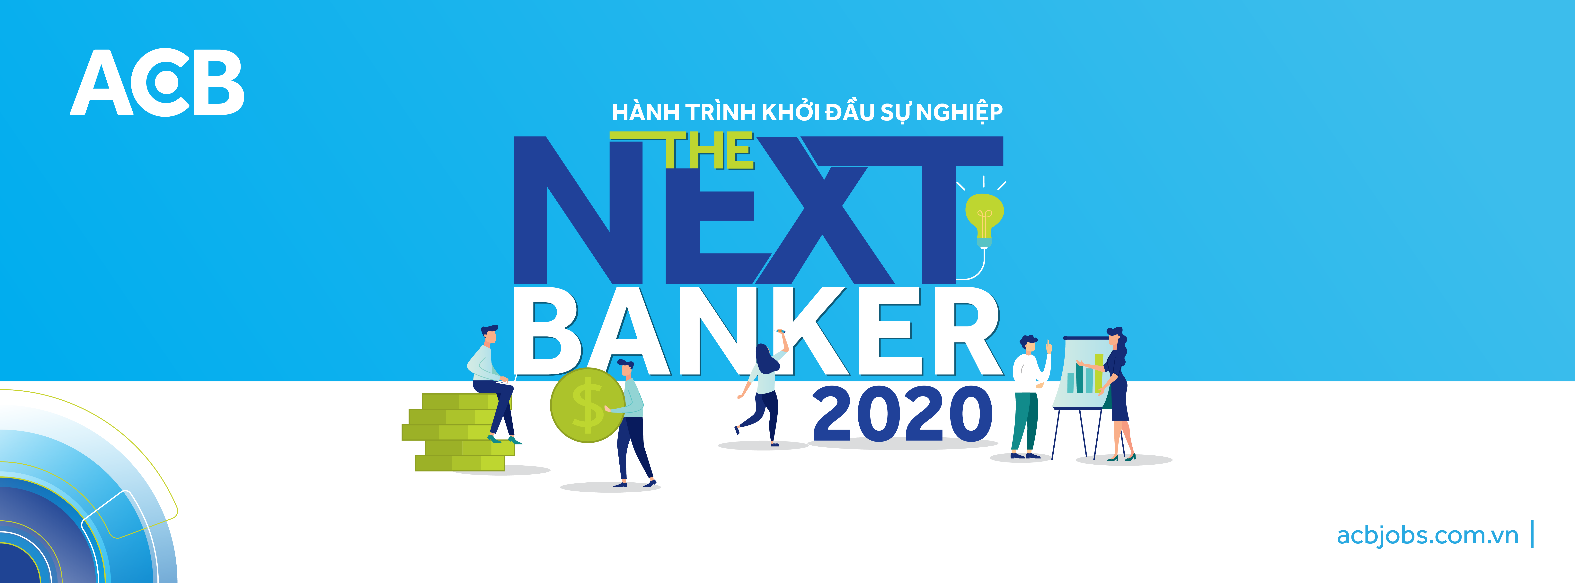 ACB
HÀNH TRÌNH KHỞI ĐẦU SỰ NGHIỆP
THE
NEXT
BANKER
$
2020
acbjobs.com.vn